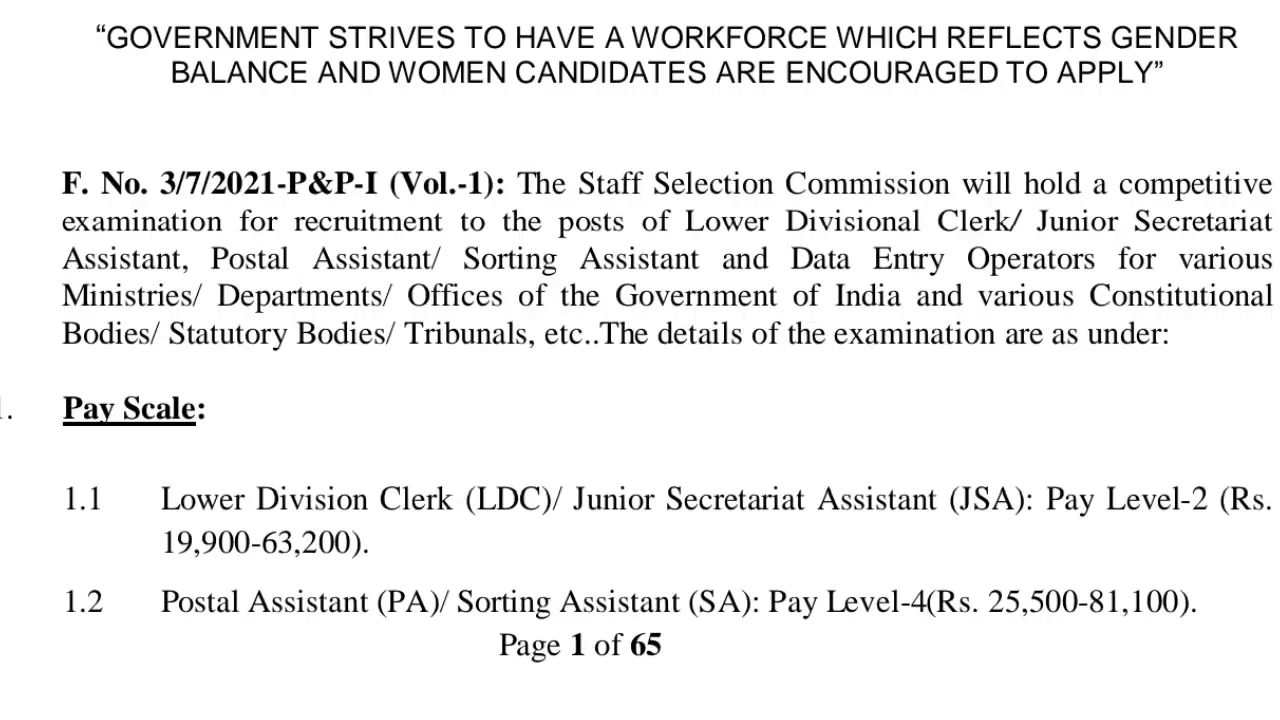 “GOVERNMENT STRIVES TO HAVE A WORKFORCE WHICH REFLECTS GENDER
BALANCE AND WOMEN CANDIDATES ARE ENCOURAGED TO APPLY”
F. No. 3/7/2021-P&P-I (Vol.-1): The Staff Selection Commission will hold a competitive
examination for recruitment to the posts of Lower Divisional Clerk/ Junior Secretariat
Assistant, Postal Assistant/ Sorting Assistant and Data Entry Operators for various
Ministries/ Departments/ Offices of the Government of India and various Constitutional
Bodies/ Statutory Bodies/ Tribunals, etc..The details of the examination are as under:
1. Pay Scale:
1.1 Lower Division Clerk (LDC)/ Junior Secretariat Assistant (JSA): Pay Level-2 (Rs.
19,900-63,200).
1.2 Postal Assistant (PA)/ Sorting Assistant (SA): Pay Level-4(Rs. 25,500-81,100).
Page 1 of 65